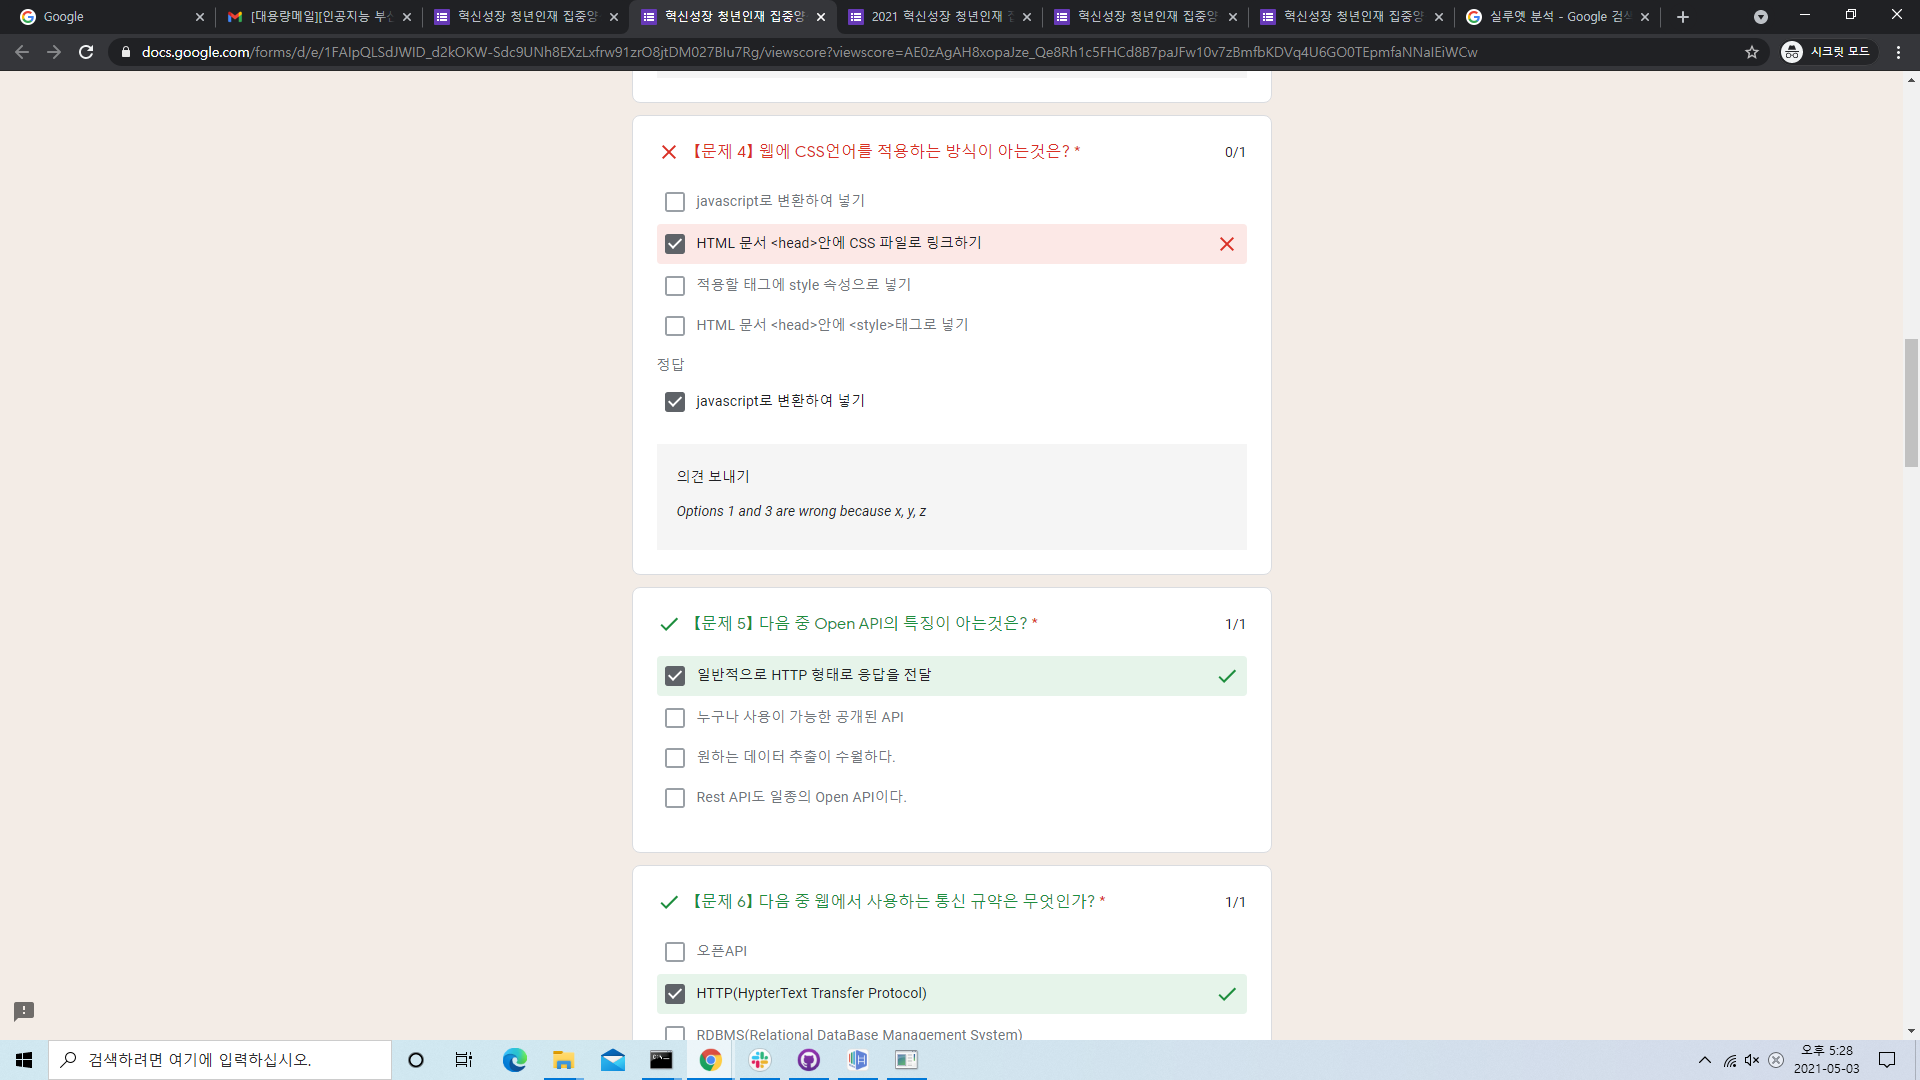 Google
[대용량메일][인공지능 부산
혁신성장 청년인재 집중양
혁신성장 청년인재 집중양
2021 혁신성장 청년인재 집
혁신성장 청년인재 집중양
혁신성장 청년인재 집중양
실루엣 분석 - Google 검색
docs.google.com/forms/d/e/1FAIpQLSdJWID_d2kOKW-Sdc9UNh8EXzLxfrw91zrO8jtDM027BIu7Rg/viewscore?viewscore=AE0zAgAH8xopaJze_Qe8Rh1c5FHCd8B7paJFw10v7zBmfbKDVq4U6GO0TEpmfaNNaIEiWCw
시크릿 모드
【문제 4】 웹에 CSS언어를 적용하는 방식이 아는것은? *
0/1
javascript로 변환하여 넣기
HTML 문서 <head>안에 CSS 파일로 링크하기
적용할 태그에 style 속성으로 넣기
HTML 문서 <head>안에 <style>태그로 넣기
정답
javascript로 변환하여 넣기
의견 보내기
Options 1 and 3 are wrong because x, y, z
【문제 5】 다음 중 Open API의 특징이 아는것은? *
1/1
일반적으로 HTTP 형태로 응답을 전달
누구나 사용이 가능한 공개된 API
원하는 데이터 추출이 수월하다.
Rest API도 일종의 Open API이다.
【문제 6】 다음 중 웹에서 사용하는 통신 규약은 무엇인가? *
1/1
오픈API
HTTP(HypterText Transfer Protocol)
RDBMS(Relational DataBase Management System)
검색하려면 여기에 입력하십시오.
오후 5:28
2021-05-03